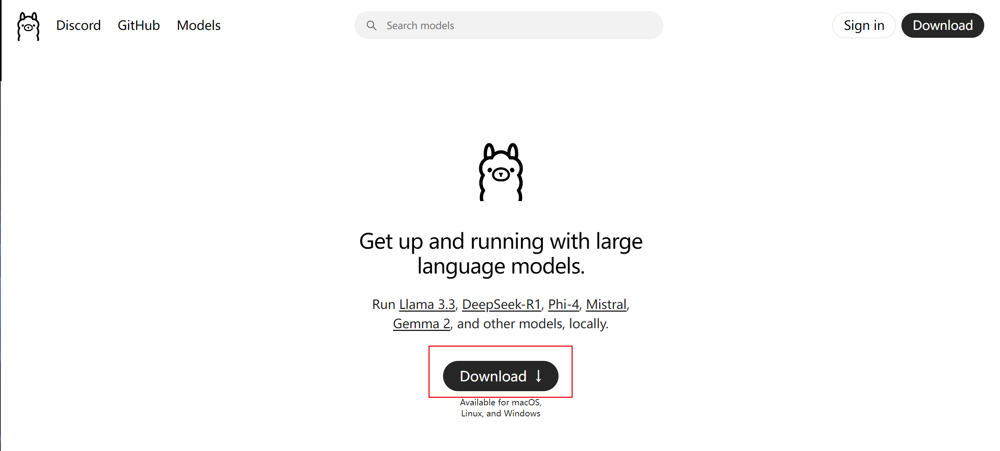 Discord GitHub Models Search models Sign in Download
Get up and running with large
language models.
Run Llama 3.3, DeepSeek-R1, Phi-4, Mistral,
Gemma 2, and other models, locally.
Download ↓
Available for macOS,
Linux, and Windows